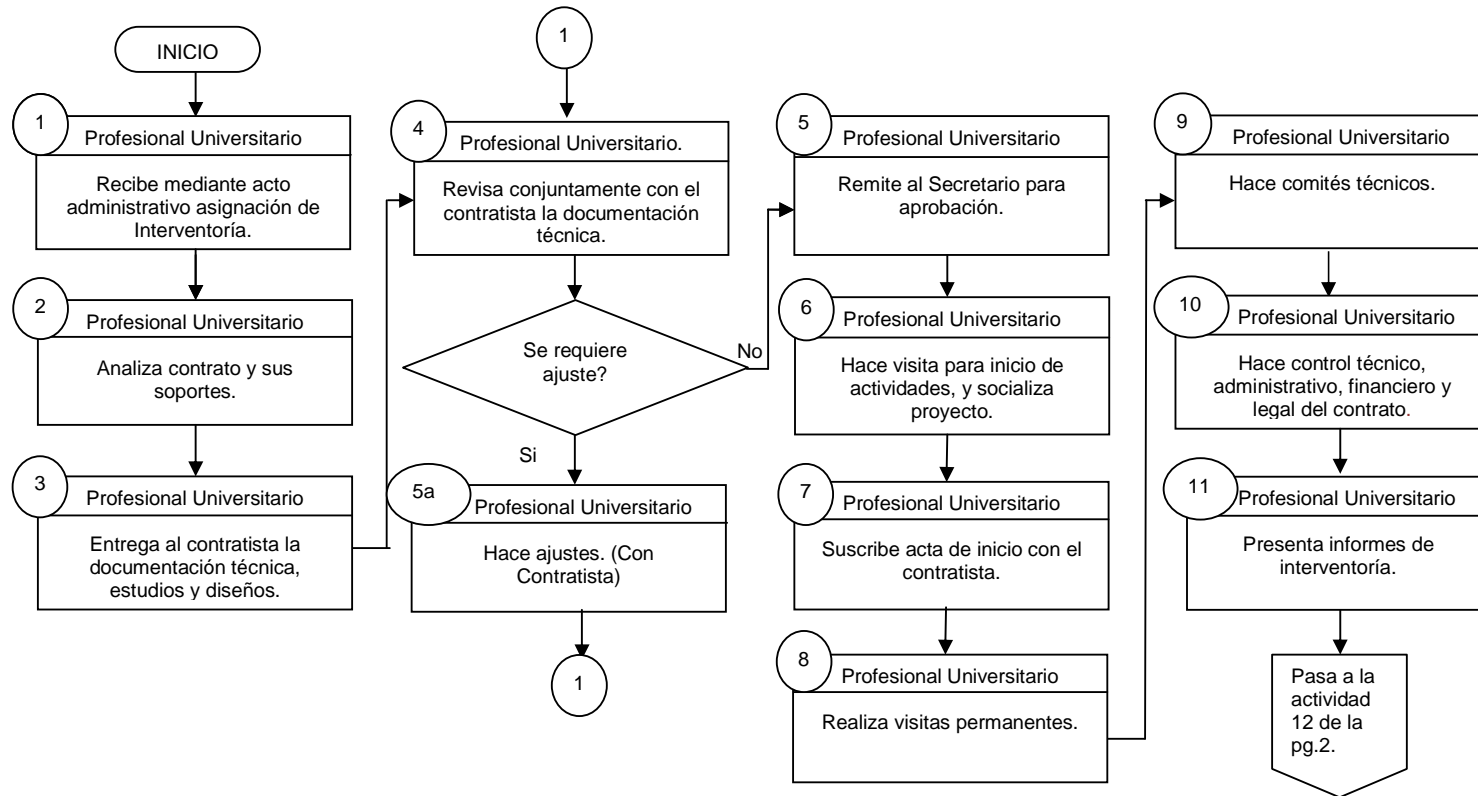 INICIO
1
Profesional Universitario
Recibe mediante acto
administrativo asignación de
Interventoría.
2
Profesional Universitario
Analiza contrato y sus
soportes.
3
Profesional Universitario
Entrega al contratista la
documentación técnica,
estudios y diseños.
1
4
Profesional Universitario.
Revisa conjuntamente con el
contratista la documentación
técnica.
Se requiere
ajuste?
No
Si
5a
Profesional Universitario
Hace ajustes. (Con
Contratista)
1
5
Profesional Universitario
Remite al Secretario para
aprobación.
6
Profesional Universitario
Hace visita para inicio de
actividades, y socializa
proyecto.
7
Profesional Universitario
Suscribe acta de inicio con el
contratista.
8
Profesional Universitario
Realiza visitas permanentes.
9
Profesional Universitario
Hace comités técnicos.
10
Profesional Universitario
Hace control técnico,
administrativo, financiero y
legal del contrato.
11
Profesional Universitario
Presenta informes de
interventoría.
Pasa a la
actividad
12 de la
pg.2.